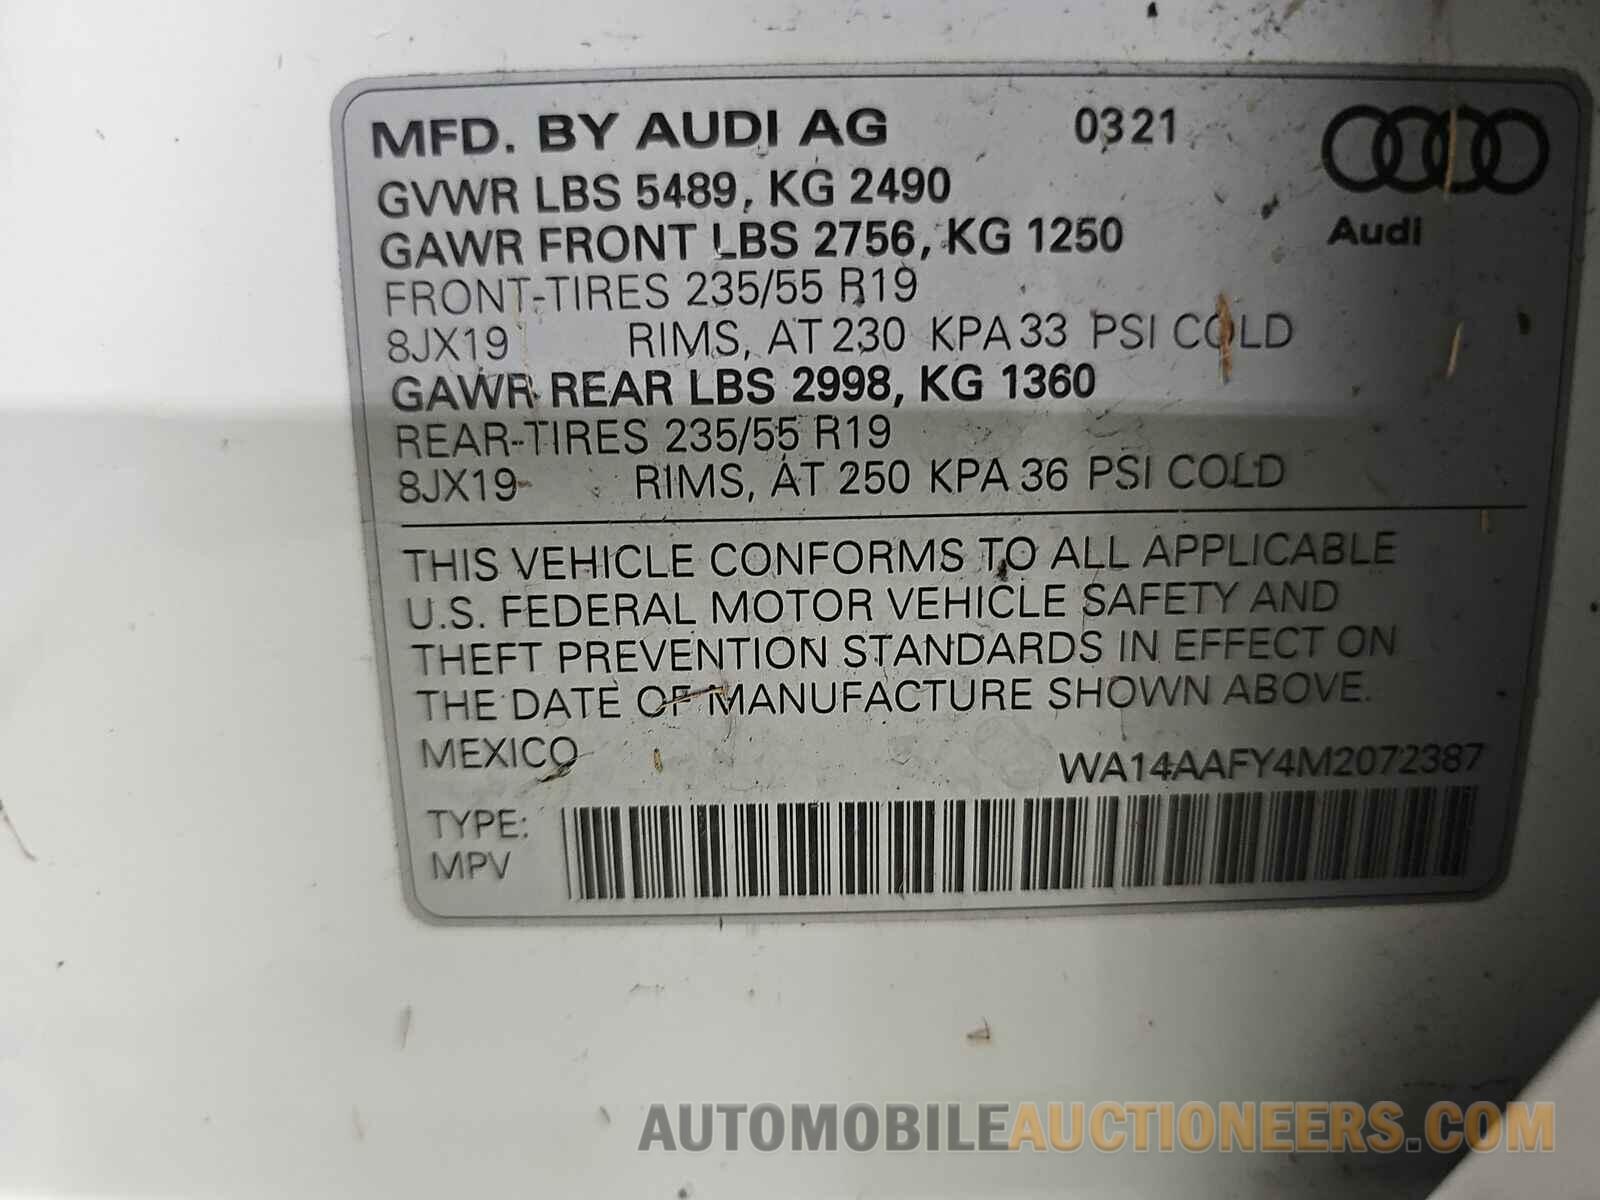 MFD. BY AUDI AG 0321
GVWR LBS 5489, KG 2490
GAWR FRONT LBS 2756, KG 1250
Audi
FRONT-TIRES 235/55 R19
8JX19 RIMS, AT 230 KPA 33 PSI COLD
GAWR REAR LBS 2998, KG 1360
REAR-TIRES 235/55 R19
8JX19 RIMS, AT 250 KPA 36 PSI COLD
THIS VEHICLE CONFORMS TO ALL APPLICABLE
U.S. FEDERAL MOTOR VEHICLE SAFETY AND
THEFT PREVENTION STANDARDS IN EFFECT ON
THE DATE OF MANUFACTURE SHOWN ABOVE.
MEXICO WA14AAFY4M2072387
TYPE:
MPV
AUTOMOBILEAUCTIONEERS.COM